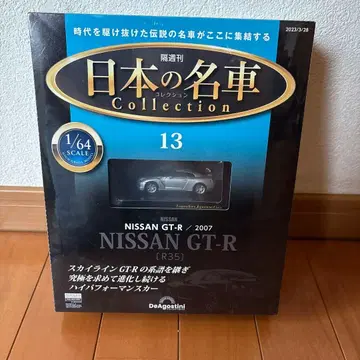 時代を駆け抜けた伝説の名車がここに集結する
2023/3/28
隔週刊
日本の名車
コレクション
Collection
1/64
SCALE
13
NISSAN
NISSAN GT-R / 2007
NISSAN GT-R
[R35]
スカイラインGT-Rの系譜を継ぎ
究極を求めて進化し続ける
ハイパフォーマンスカー
DeAgostini